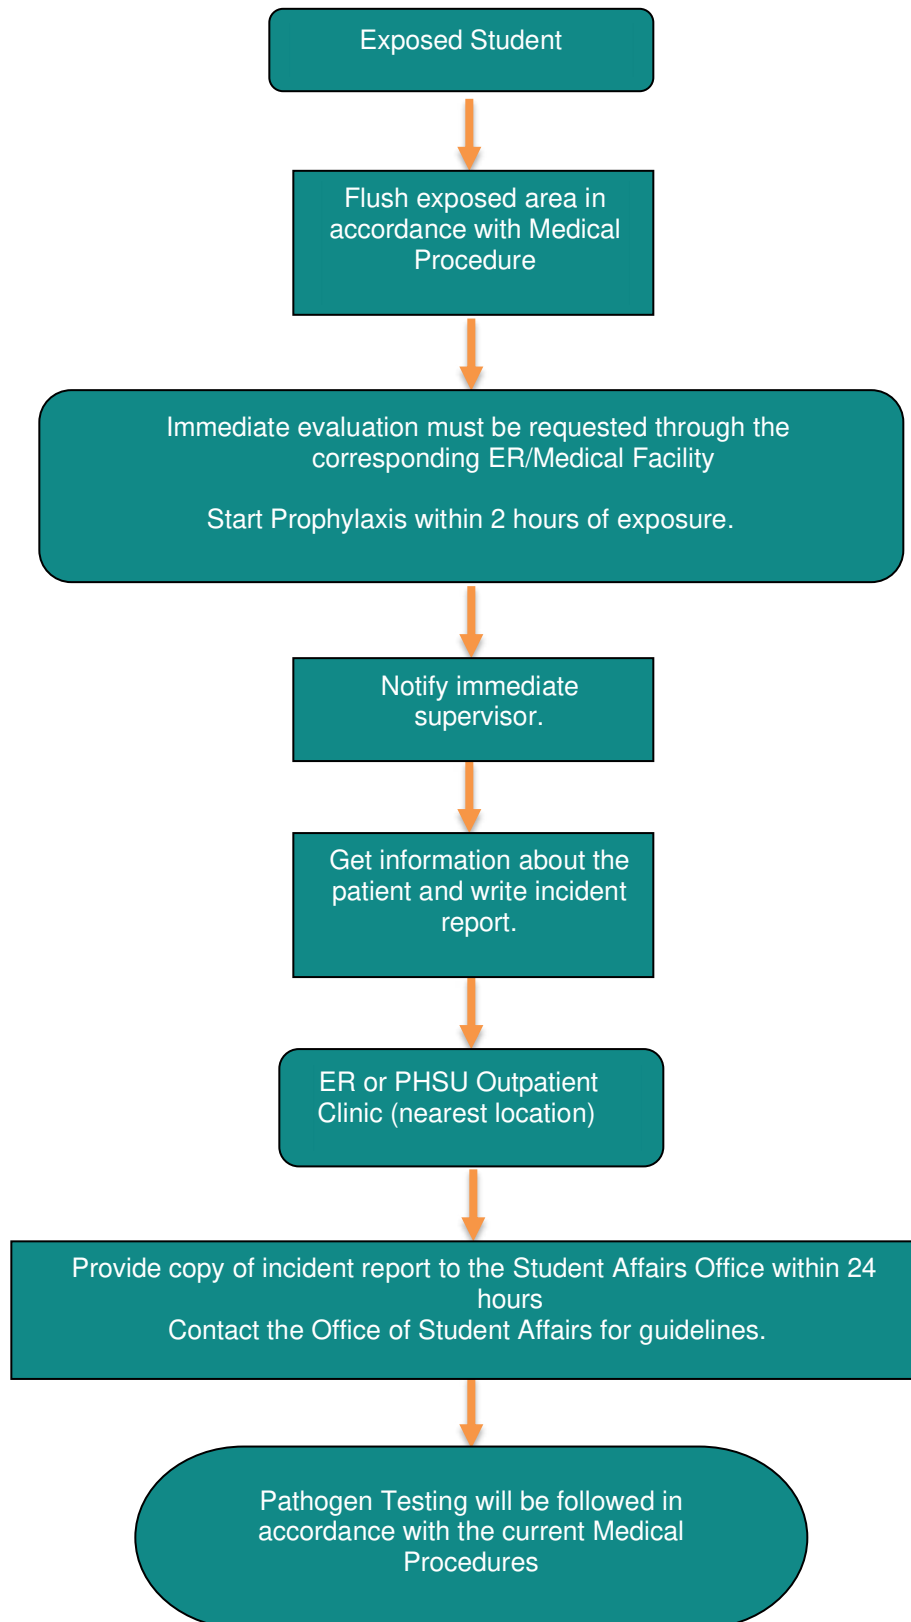 Exposed Student
Flush exposed area in
accordance with Medical
Procedure
Immediate evaluation must be requested through the
corresponding ER/Medical Facility
Start Prophylaxis within 2 hours of exposure.
Notify immediate
supervisor.
Get information about the
patient and write incident
report.
ER or PHSU Outpatient
Clinic (nearest location)
Provide copy of incident report to the Student Affairs Office within 24
hours
Contact the Office of Student Affairs for guidelines.
Pathogen Testing will be followed in
accordance with the current Medical
Procedures